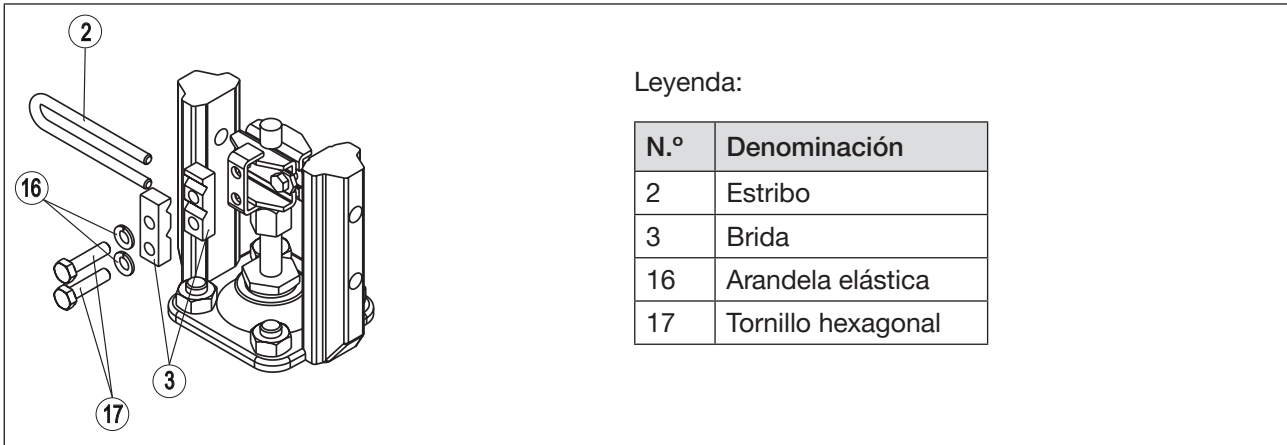 2
16
3
17
Leyenda:
N.º Denominación
2 Estribo
3 Brida
16 Arandela elástica
17 Tornillo hexagonal